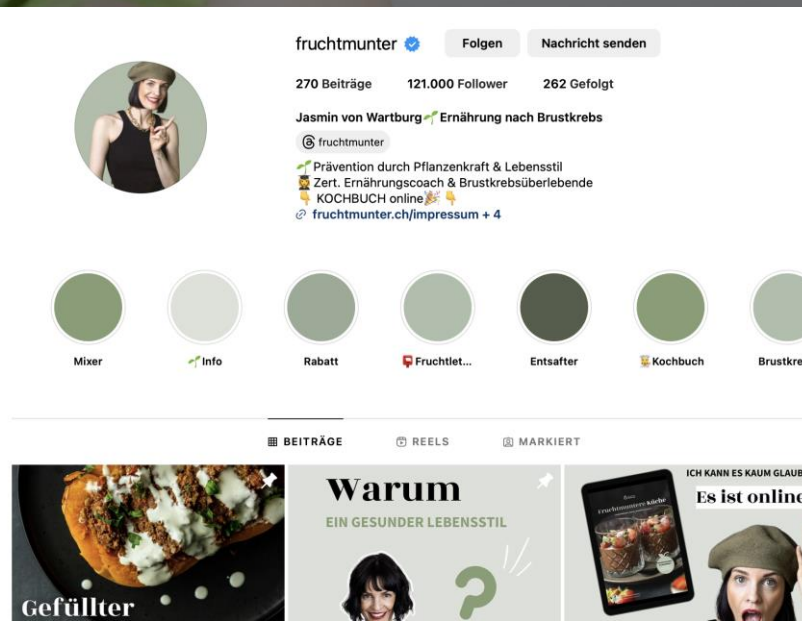 fruchtmunter Folgen Nachricht senden
270 Beiträge 121.000 Follower 262 Gefolgt
Jasmin von Wartburg🌱Ernährung nach Brustkrebs
fruchtmunter
🌱Prävention durch Pflanzenkraft & Lebensstil
👩‍🎓Zert. Ernährungscoach & Brustkrebsüberlebende
👇 KOCHBUCH online🎉👇
fruchtmunter.ch/impressum + 4
Mixer 🌱Info Rabatt 📮Fruchtlet... Entsafter 👩‍🍳Kochbuch Brustkre
BEITRÄGE REELS MARKIERT
Gefüllter
Warum
EIN GESUNDER LEBENSSTIL
ICH KANN ES KAUM GLAUB
Es ist online
Fruchtmunters Küche